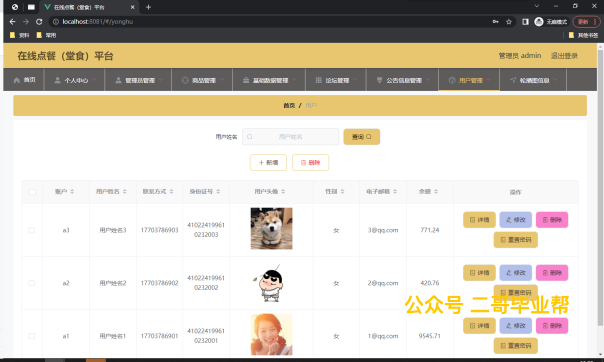 在线点餐（堂食）平台
localhost:8081/#/yonghu
无痕模式
更新
资料
常用
其他书签
在线点餐（堂食）平台
管理员 admin
退出登录
首页
个人中心
管理员管理
商品管理
基础数据管理
论坛管理
公告信息管理
用户管理
轮播图信息
首页 / 用户
用户姓名
用户姓名
查询
新增
删除
账户 用户姓名 联系方式 身份证号 用户头像 性别 电子邮箱 余额 操作
a3 用户姓名3 17703786903 410224199610232003 女 3@qq.com 771.24
详情 修改 删除
重置密码
a2 用户姓名2 17703786902 410224199610232002 女 2@qq.com 420.76
详情 修改 删除
重置密码
公众号 二哥毕业帮
a1 用户姓名1 17703786901 410224199610232001 女 1@qq.com 9545.71
详情 修改 删除
重置密码